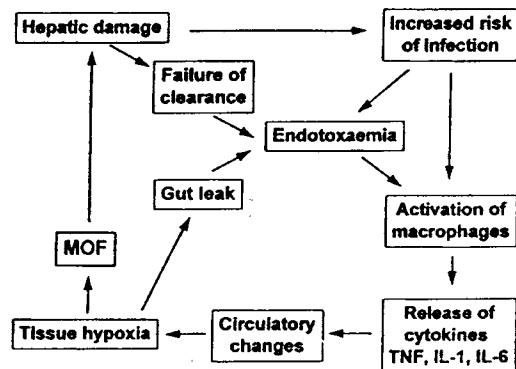 Hepatic damage
Increased risk
of Infection
Failure of
clearance
Endotoxaemia
Gut leak
Activation of
macrophages
MOF
Tissue hypoxia
Circulatory
changes
Release of
cytokines
TNF, IL-1, IL-6